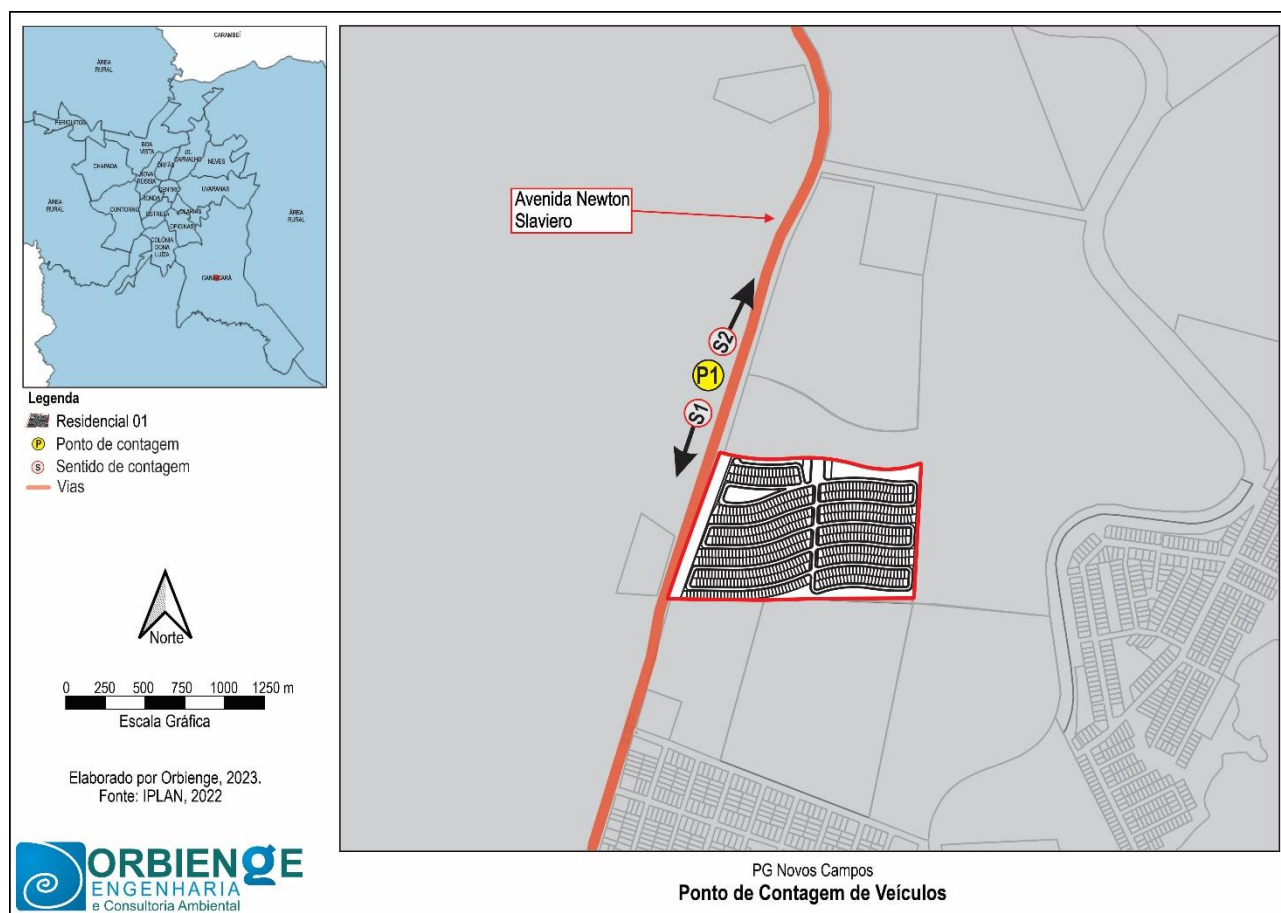 CARAMBEÍ
ÁREA
RURAL
PERIQUITOS
BOA
VISTA
JD.
CARVALHO
ÓRFÃS
NEVES
CHAPADA
NOVA
RÚSSIA
CENTRO
UVARANAS
RONDA
ÁREA
RURAL
CONTORNO
ESTRELA
OLARIAS
ÁREA
RURAL
OFICINAS
COLÔNIA
DONA
LUIZA
CARÁ-CARÁ
Legenda
Residencial 01
P Ponto de contagem
S Sentido de contagem
Vias
Norte
0 250 500 750 1000 1250 m
Escala Gráfica
Elaborado por Orbienge, 2023.
Fonte: IPLAN, 2022
ORBIENgE
ENGENHARIA
e Consultoria Ambiental
Avenida Newton
Slaviero
S2
P1
S1
PG Novos Campos
Ponto de Contagem de Veículos